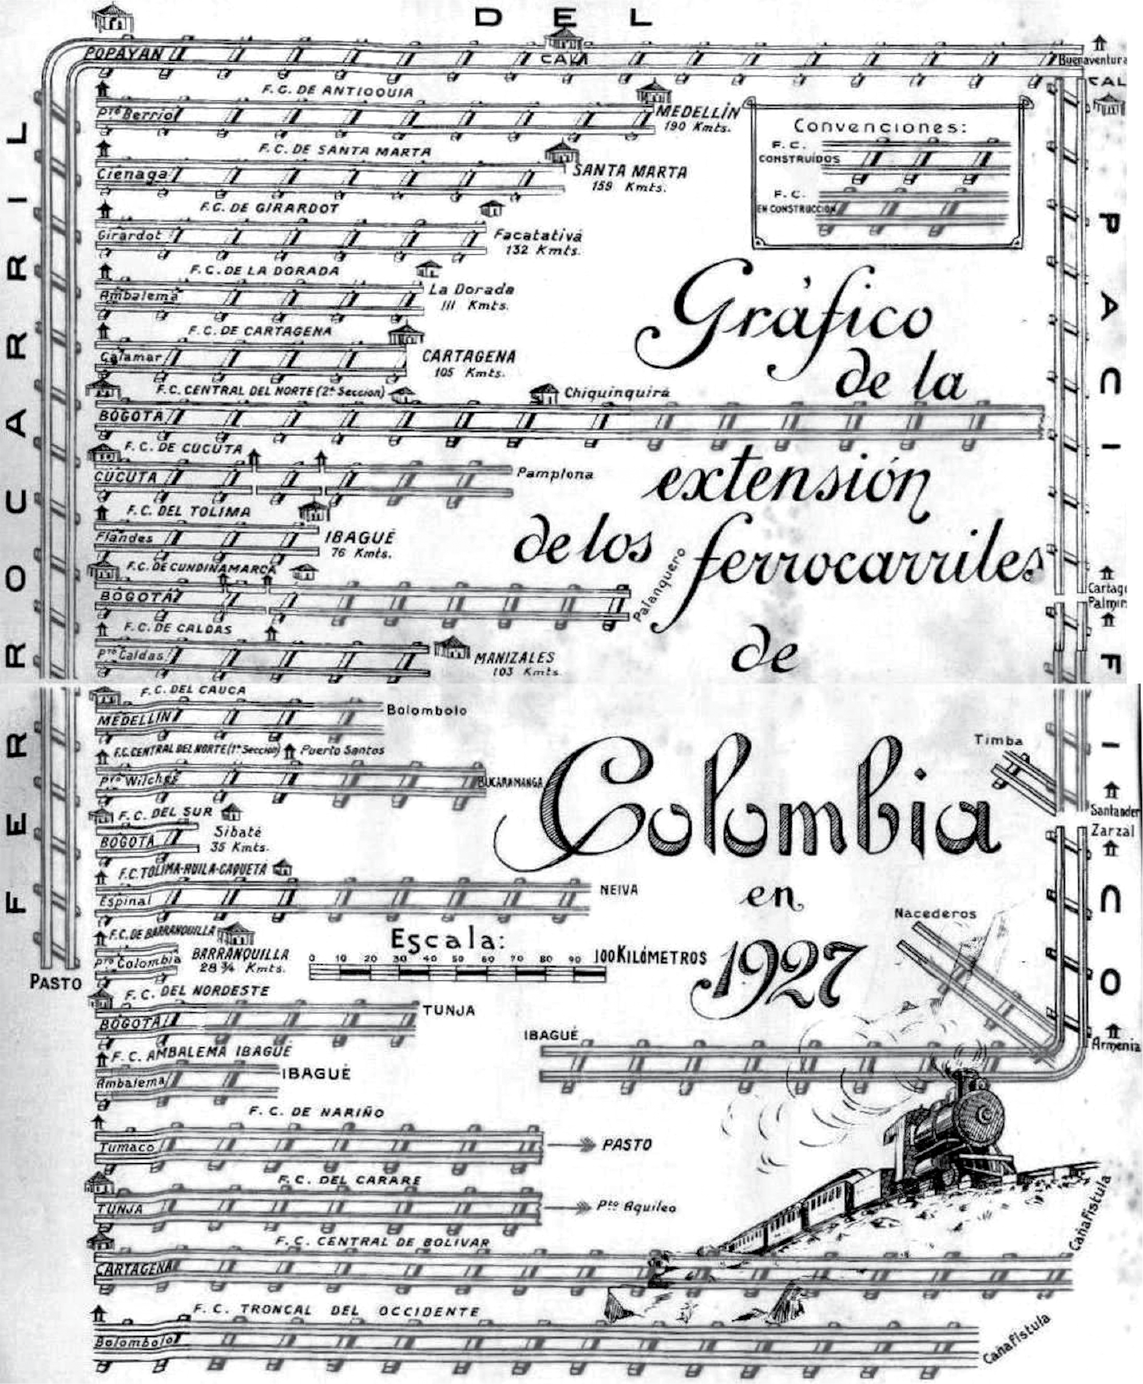 FERROCARRIL DEL PACIFICO
POPAYAN
CALI
Buenaventura
CAL
F.C. DE ANTIOQUIA
Pto Berrio
MEDELLÍN
190 Kmts.
F.C. DE SANTA MARTA
Cienaga
SANTA MARTA
159 Kmts.
F.C. DE GIRARDOT
Girardot
Facatativá
132 Kmts.
F.C. DE LA DORADA
Ambalema
La Dorada
111 Kmts.
F.C. DE CARTAGENA
Calamar
CARTAGENA
105 Kmts.
Convenciones:
F.C.
CONSTRUIDOS
F.C.
EN CONSTRUCCION
Gráfico
de la
extensión
de los ferrocarriles
de
Colombia
en
1927
F.C. CENTRAL DEL NORTE (2ª Seccion)
Chiquinquirá
BOGOTA
F.C. DE CUCUTA
CUCUTA
Pamplona
F.C. DEL TOLIMA
Flandes
IBAGUÉ
76 Kmts.
F.C. DE CUNDINAMARCA
BOGOTA
Palanquero
F.C. DE CALDAS
Pto Caldas
MANIZALES
103 Kmts.
Cartag
Palmir
F.C. DEL CAUCA
MEDELLIN
Bolombolo
F.C. CENTRAL DEL NORTE (1ª Seccion)
Puerto Santos
Pto Wilches
BUCARAMANGA
F.C. DEL SUR
BOGOTA
Sibaté
35 Kmts.
F.C. TOLIMA-HUILA-CAQUETÁ
Espinal
NEIVA
F.C. DE BARRANQUILLA
Pto Colombia
BARRANQUILLA
28 ¾ Kmts.
Escala:
0 10 20 30 40 50 60 70 80 90 100 KILÓMETROS
PASTO
F.C. DEL NORDESTE
BOGOTA
TUNJA
F.C. AMBALEMA IBAGUÉ
Ambalema
IBAGUÉ
Timba
Santander
Zarzal
Nacederos
Armenia
IBAGUÉ
F.C. DE NARIÑO
Tumaco
PASTO
F.C. DEL CARARE
TUNJA
Pto Aquileo
F.C. CENTRAL DE BOLIVAR
CARTAGENA
Cañafístula
F.C. TRONCAL DEL OCCIDENTE
Bolombolo
Cañafístula